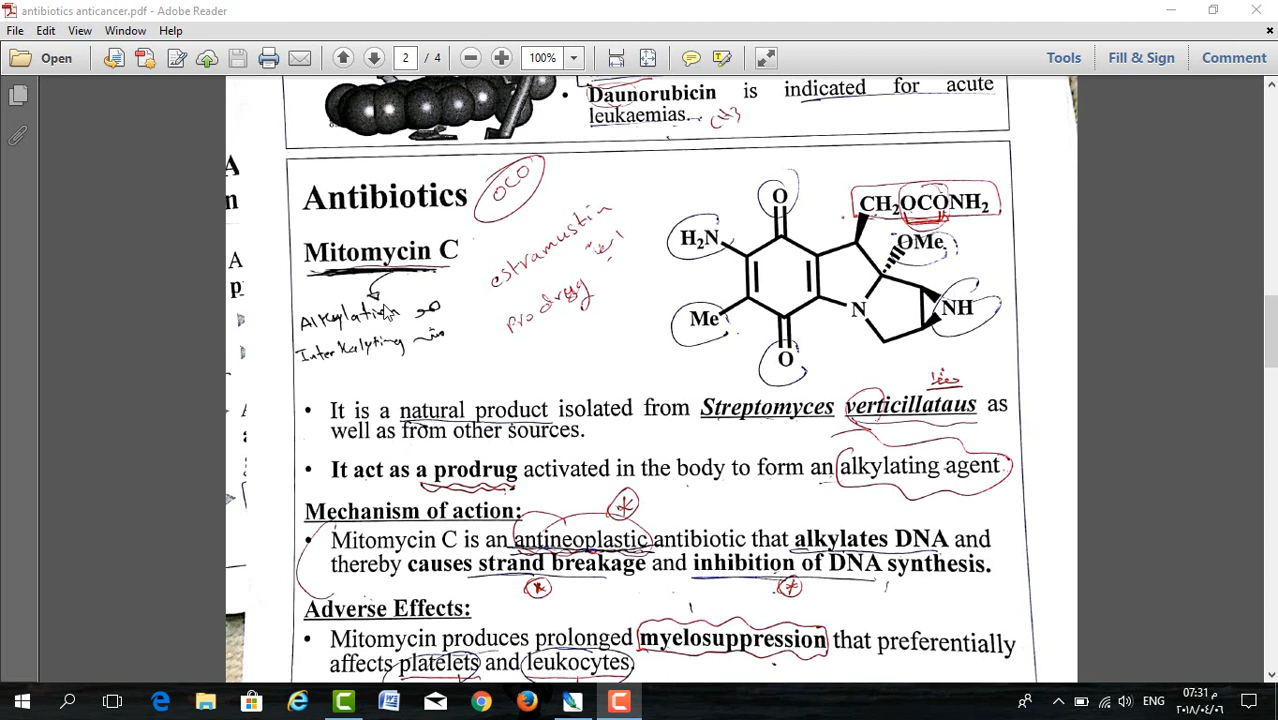 antibiotics anticancer.pdf - Adobe Reader
File Edit View Window Help
Open 2 / 4 100% Tools Fill & Sign Comment
Daunorubicin is indicated for acute
leukaemias.
Antibiotics
OCO
Mitomycin C
estramustin
prodrug
Alkylation
H₂N
O
CH₂OCONH₂
OMe
NH
N
Me
O
• It is a natural product isolated from Streptomyces verticillataus as
well as from other sources.
• It act as a prodrug activated in the body to form an alkylating agent
Mechanism of action:
• Mitomycin C is an antineoplastic antibiotic that alkylates DNA and
thereby causes strand breakage and inhibition of DNA synthesis.
Adverse Effects:
• Mitomycin produces prolonged myelosuppression that preferentially
affects platelets and leukocytes.
ENG
07:31 م
٢٠١٨/٠٤/٠٦